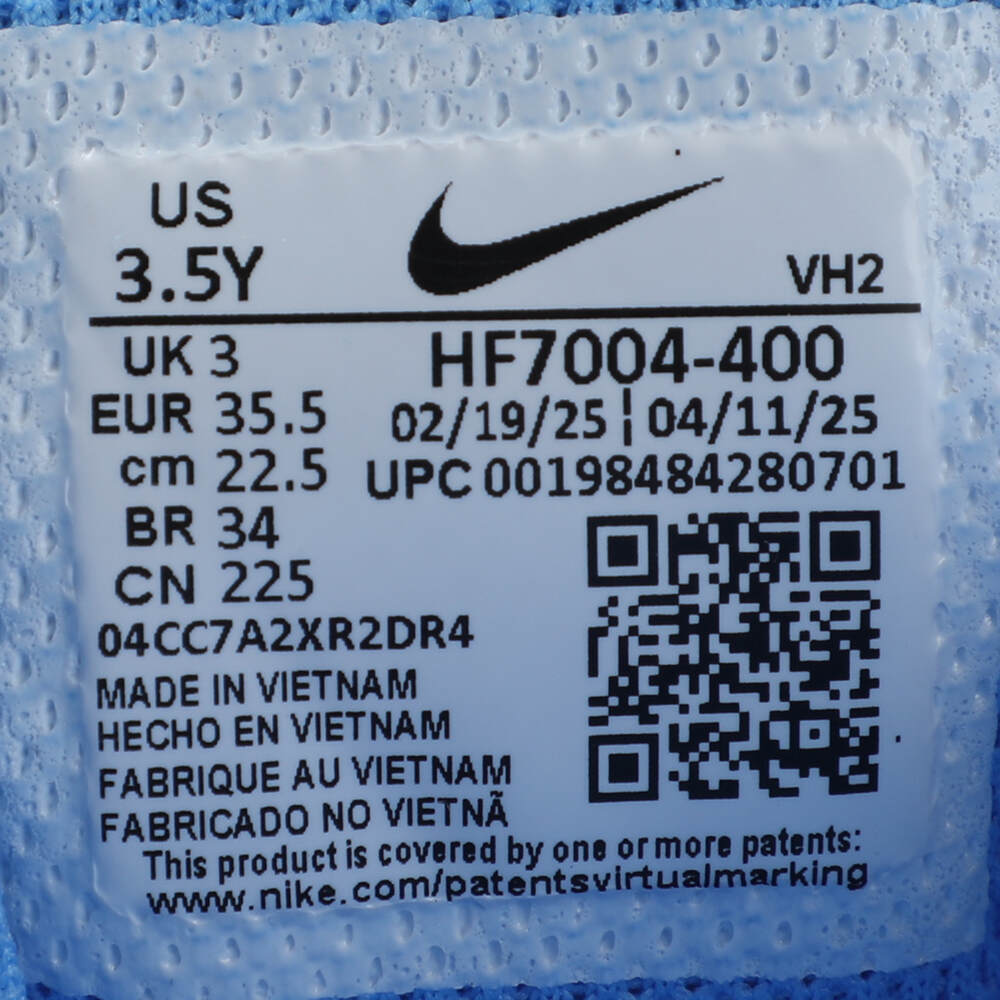 US
3.5Y
VH2
UK 3
EUR 35.5
cm 22.5
BR 34
CN 225
HF7004-400
02/19/25 ¦ 04/11/25
UPC 00198484280701
04CC7A2XR2DR4
MADE IN VIETNAM
HECHO EN VIETNAM
FABRIQUE AU VIETNAM
FABRICADO NO VIETNÃ
This product is covered by one or more patents:
www.nike.com/patentsvirtualmarking